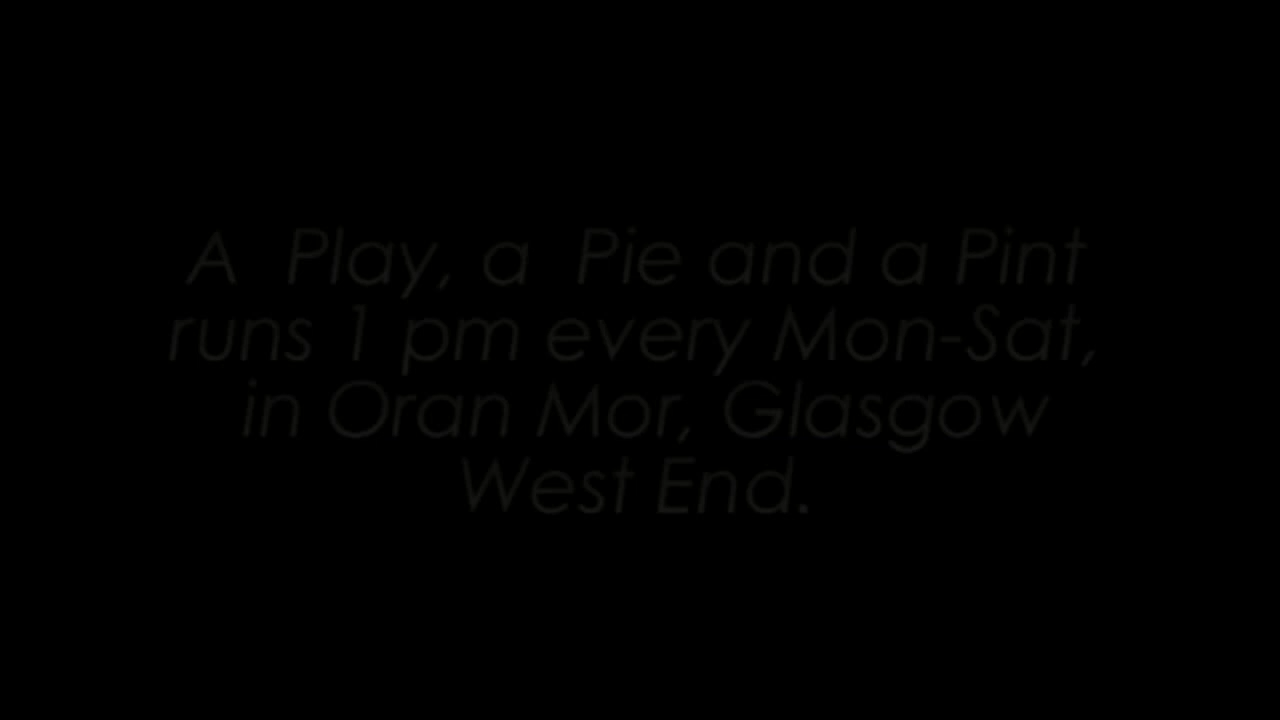 A Play, a Pie and a Pint
runs 1 pm every Mon-Sat,
in Oran Mor, Glasgow
West End.